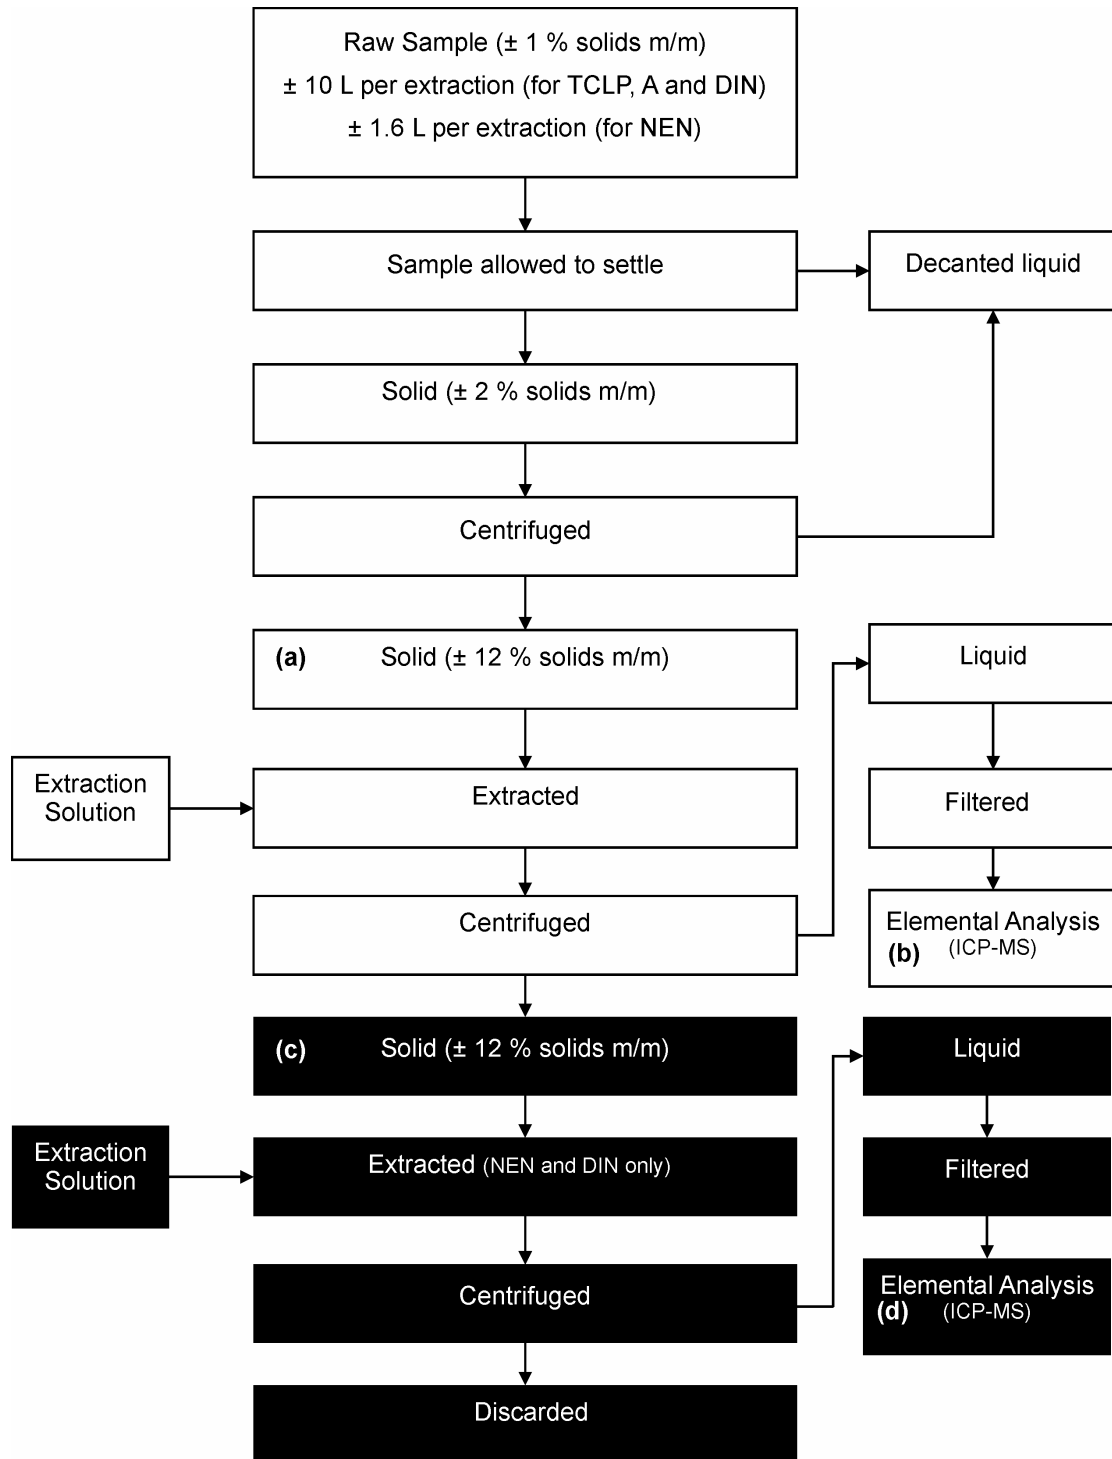 Raw Sample (± 1 % solids m/m)
± 10 L per extraction (for TCLP, A and DIN)
± 1.6 L per extraction (for NEN)
Sample allowed to settle
Decanted liquid
Solid (± 2 % solids m/m)
Centrifuged
(a) Solid (± 12 % solids m/m)
Liquid
Extraction
Solution
Extracted
Filtered
Centrifuged
Elemental Analysis
(b) (ICP-MS)
(c) Solid (± 12 % solids m/m)
Liquid
Extraction
Solution
Extracted (NEN and DIN only)
Filtered
Centrifuged
Elemental Analysis
(d) (ICP-MS)
Discarded